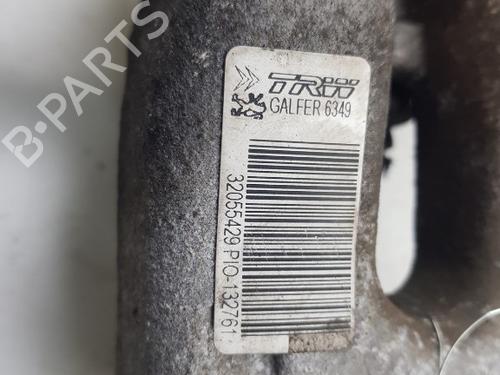 B-PARTS
TRW
GALFER 6349
32055429 PIO-132761